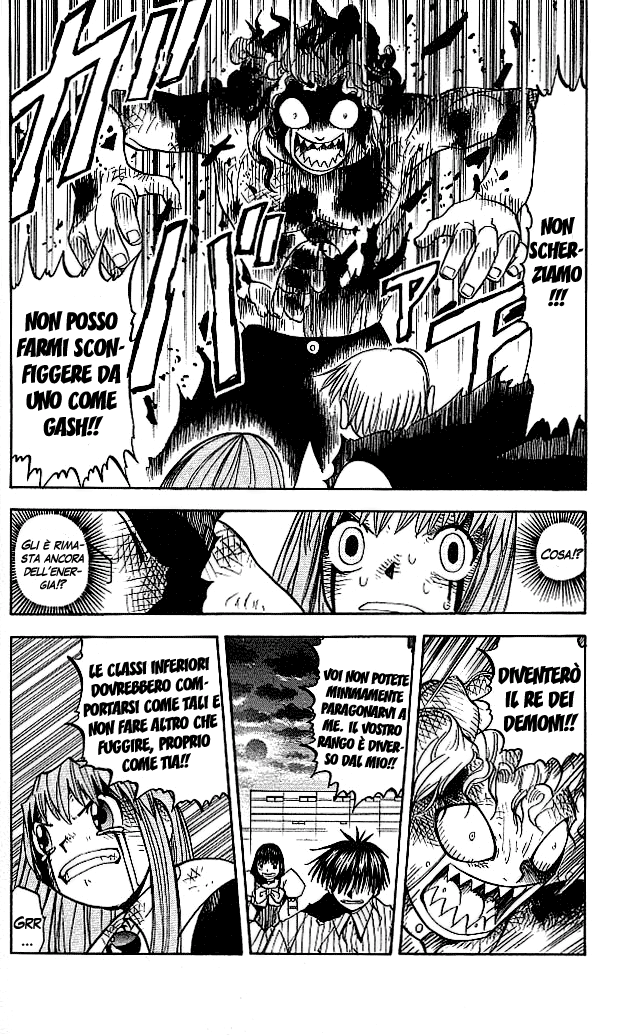 NON
SCHER-
ZIAMO
!!!
NON POSSO
FARMI SCON-
FIGGERE DA
UNO COME
GASH!!
COSA!?
GLI È RIMA-
STA ANCORA
DELL'ENER-
GIA!?
DIVENTERÒ
IL RE DEI
DEMONI!!
VOI NON POTETE
MINIMAMENTE
PARAGONARVI A
ME. IL VOSTRO
RANGO È DIVER-
SO DAL MIO!!
LE CLASSI INFERIORI
DOVREBBERO COM-
PORTARSI COME TALI E
NON FARE ALTRO CHE
FUGGIRE, PROPRIO
COME TIA!!
GRR
...